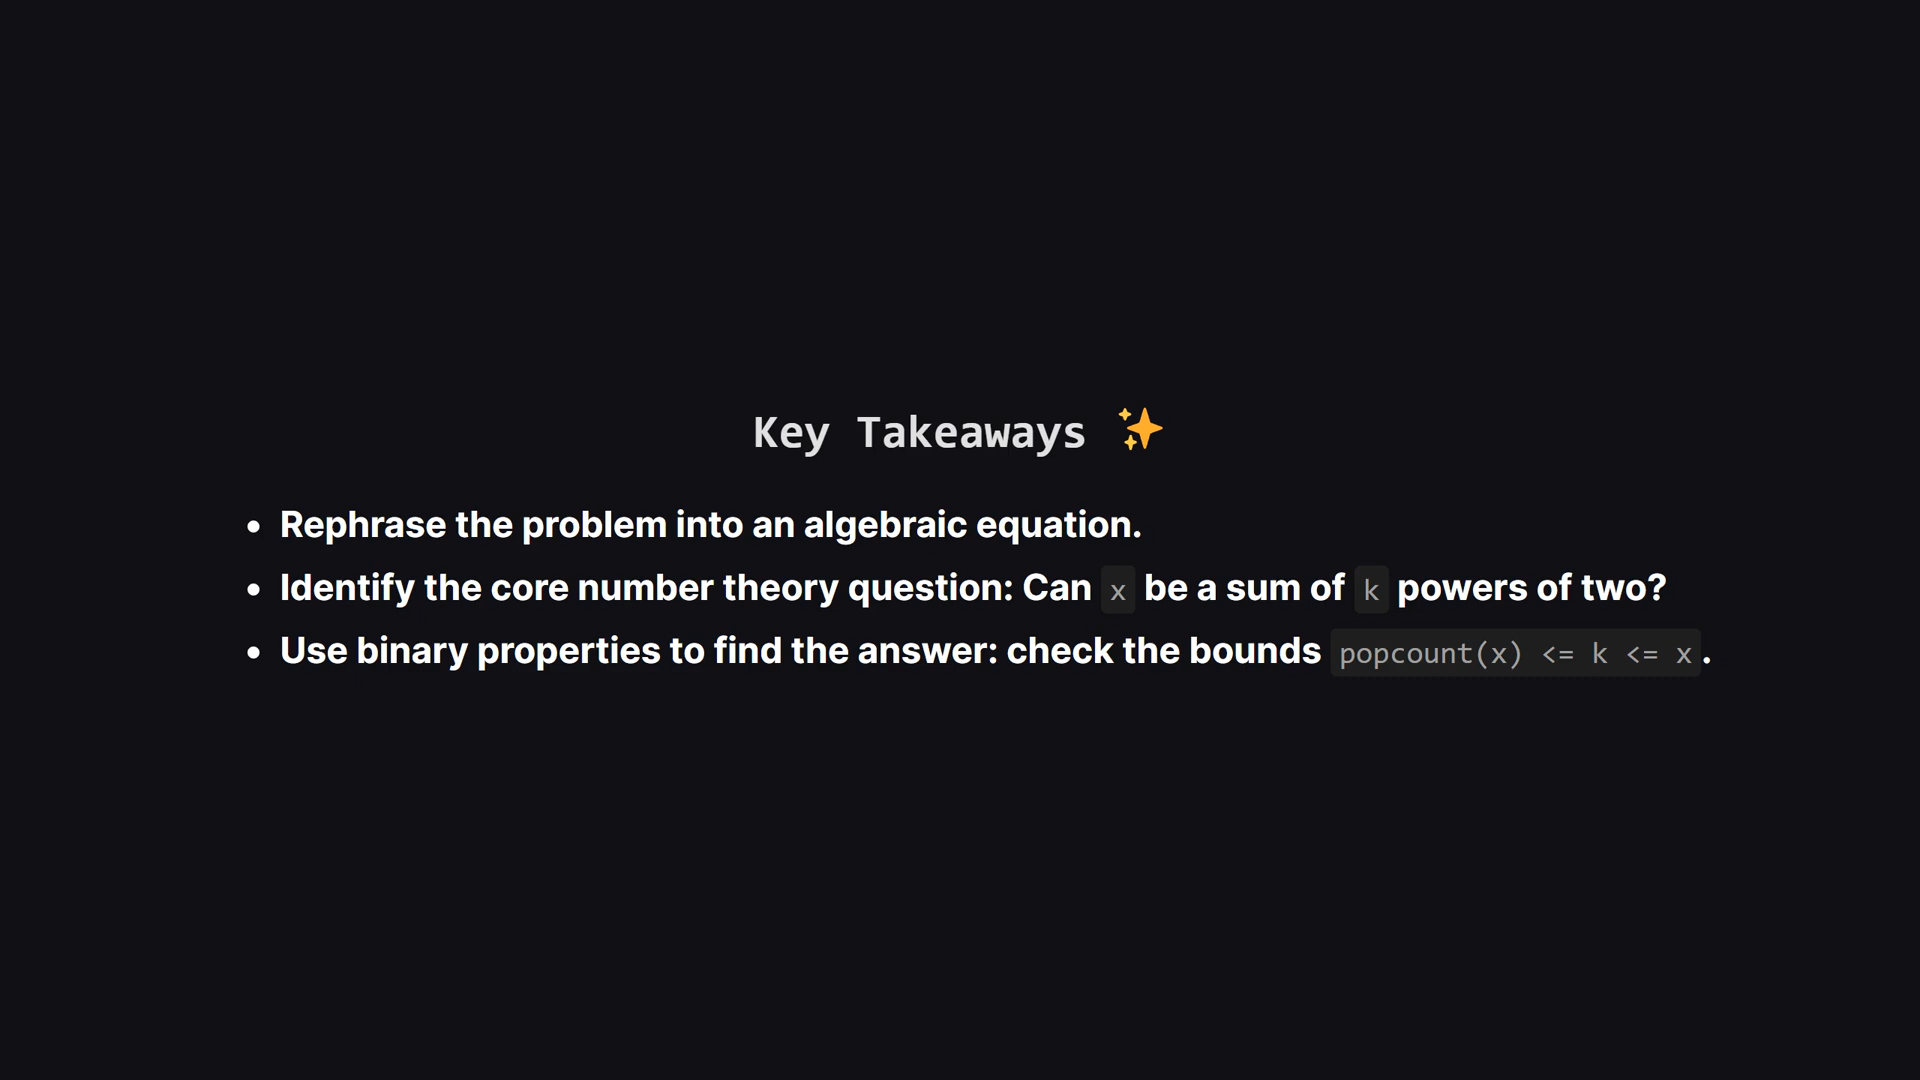 Key Takeaways ✨
• Rephrase the problem into an algebraic equation.
• Identify the core number theory question: Can x be a sum of k powers of two?
• Use binary properties to find the answer: check the bounds popcount(x) <= k <= x.